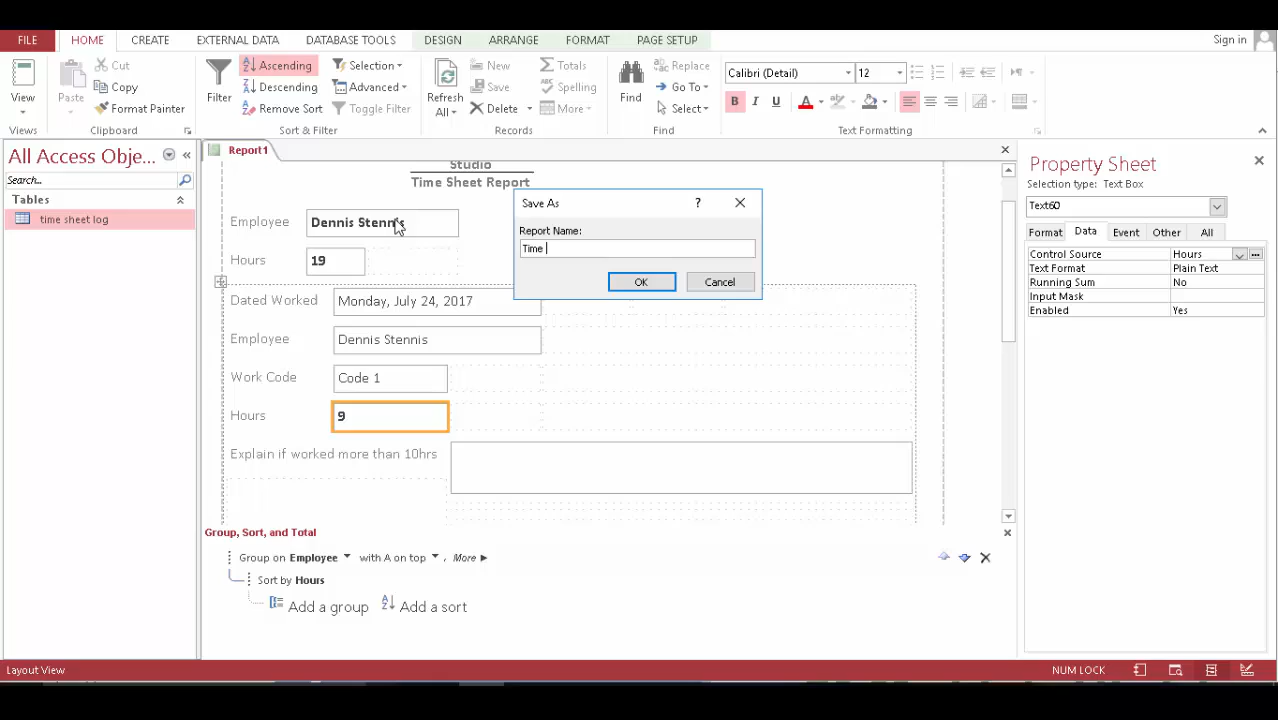 FILE HOME CREATE EXTERNAL DATA DATABASE TOOLS DESIGN ARRANGE FORMAT PAGE SETUP Sign in
View
Views
Paste
Cut
Copy
Format Painter
Clipboard
Filter
Ascending
Descending
Remove Sort
Selection
Advanced
Toggle Filter
Sort & Filter
Refresh
All
New
Save
Delete
Totals
Spelling
More
Records
Find
Replace
Go To
Select
Find
Calibri (Detail) 12
B I U A
Text Formatting
All Access Obje...
Search...
Tables
time sheet log
Report1
Studio
Time Sheet Report
Employee Dennis Stennis
Hours 19
Dated Worked Monday, July 24, 2017
Employee Dennis Stennis
Work Code Code 1
Hours 9
Explain if worked more than 10hrs
Save As ?
Report Name:
Time
OK Cancel
Group, Sort, and Total
Group on Employee with A on top , More
Sort by Hours
Add a group Add a sort
Property Sheet
Selection type: Text Box
Text60
Format Data Event Other All
Control Source Hours
Text Format Plain Text
Running Sum No
Input Mask
Enabled Yes
Layout View NUM LOCK